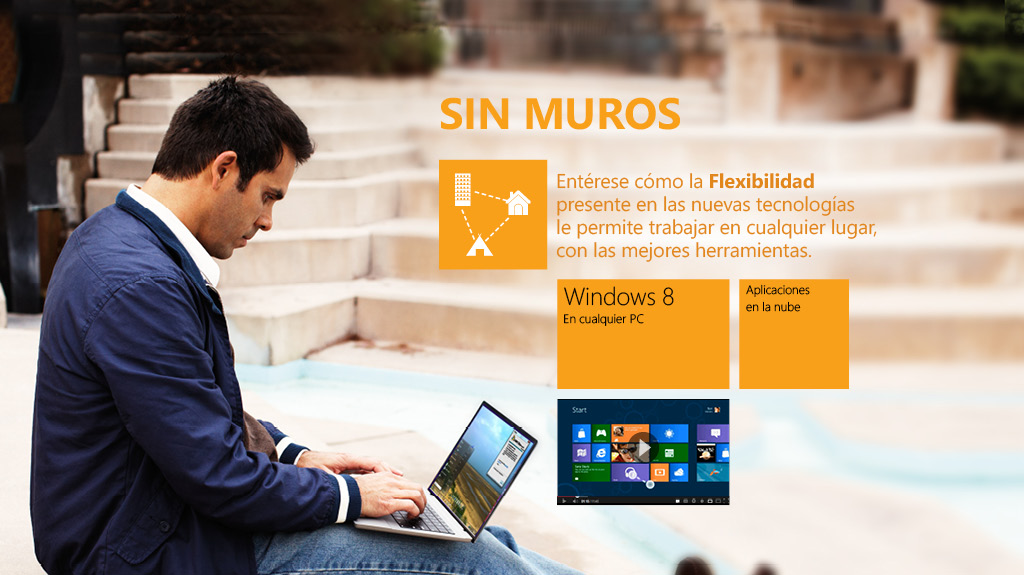 SIN MUROS
Entérese cómo la Flexibilidad
presente en las nuevas tecnologías
le permite trabajar en cualquier lugar,
con las mejores herramientas.
Windows 8
En cualquier PC
Aplicaciones
en la nube
Start